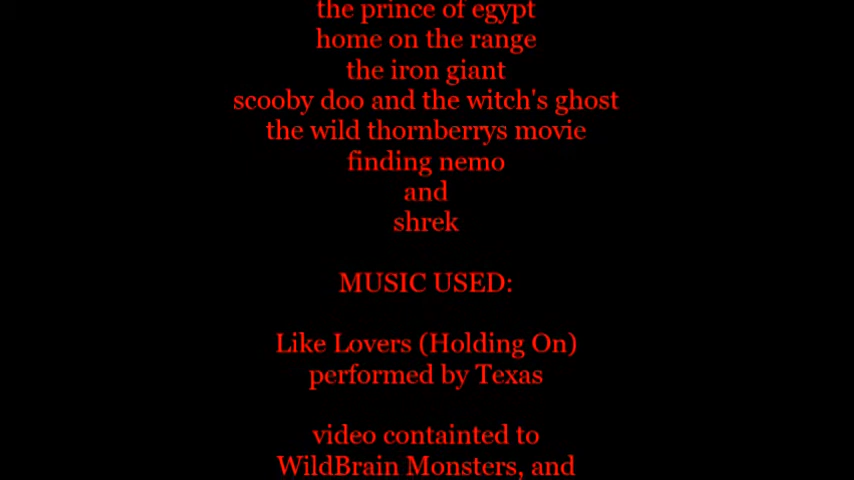 the prince of egypt
home on the range
the iron giant
scooby doo and the witch's ghost
the wild thornberrys movie
finding nemo
and
shrek
MUSIC USED:
Like Lovers (Holding On)
performed by Texas
video containted to
WildBrain Monsters, and